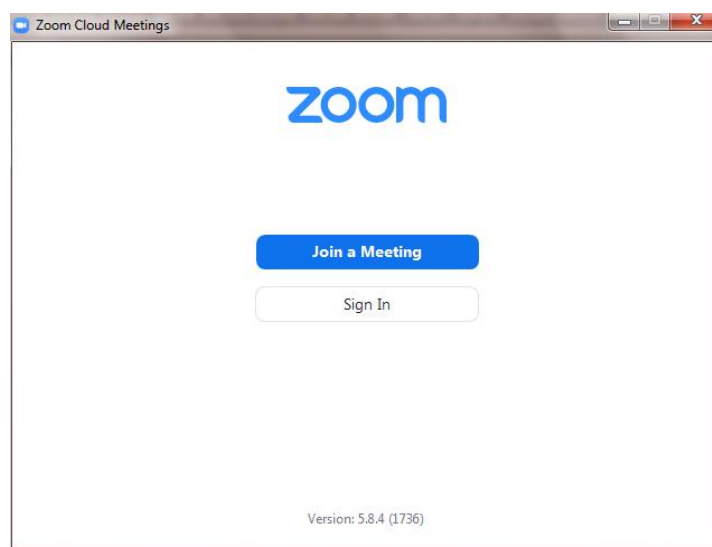 Zoom Cloud Meetings
zoom
Join a Meeting
Sign In
Version: 5.8.4 (1736)